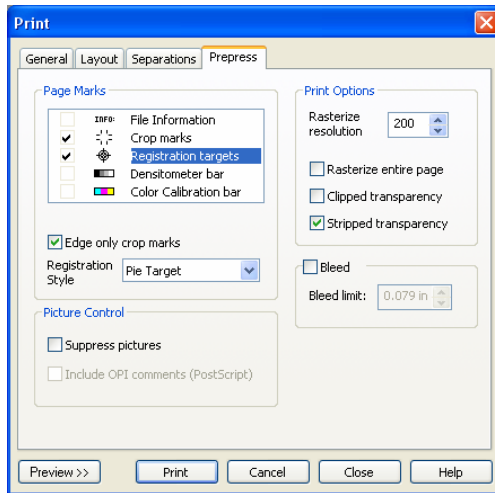 Print
General Layout Separations Prepress
Page Marks
INFO: File Information
Crop marks
Registration targets
Densitometer bar
Color Calibration bar
Edge only crop marks
Registration
Style
Pie Target
Picture Control
Suppress pictures
Include OPI comments (PostScript)
Print Options
Rasterize
resolution
200
Rasterize entire page
Clipped transparency
Stripped transparency
Bleed
Bleed limit: 0.079 in
Preview >> Print Cancel Close Help